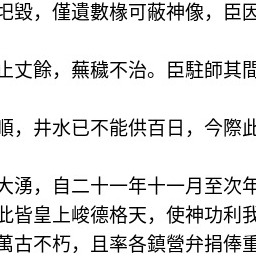 圯毀，僅遺數椽可蔽神像，臣因
上丈餘，蕪穢不治。臣駐師其間
順，井水已不能供百日，今際此
大湧，自二十一年十一月至次年
此皆皇上峻德格天，使神功利我
萬古不朽，且率各鎮營弁捐俸重